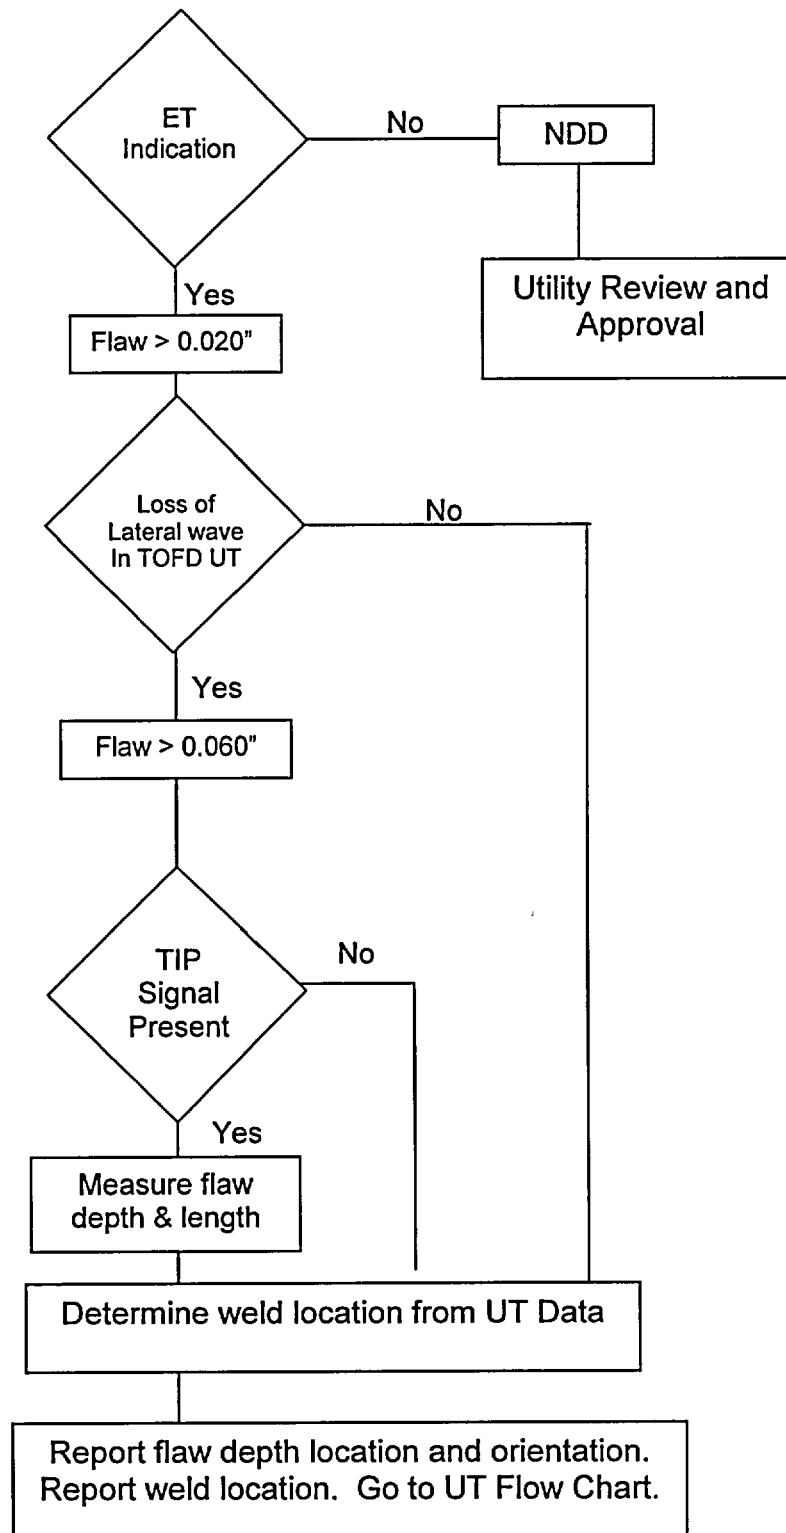 ET
Indication
No
NDD
Utility Review and
Approval
Yes
Flaw > 0.020"
Loss of
Lateral wave
In TOFD UT
No
Yes
Flaw > 0.060"
TIP
Signal
Present
No
Yes
Measure flaw
depth & length
Determine weld location from UT Data
Report flaw depth location and orientation.
Report weld location. Go to UT Flow Chart.